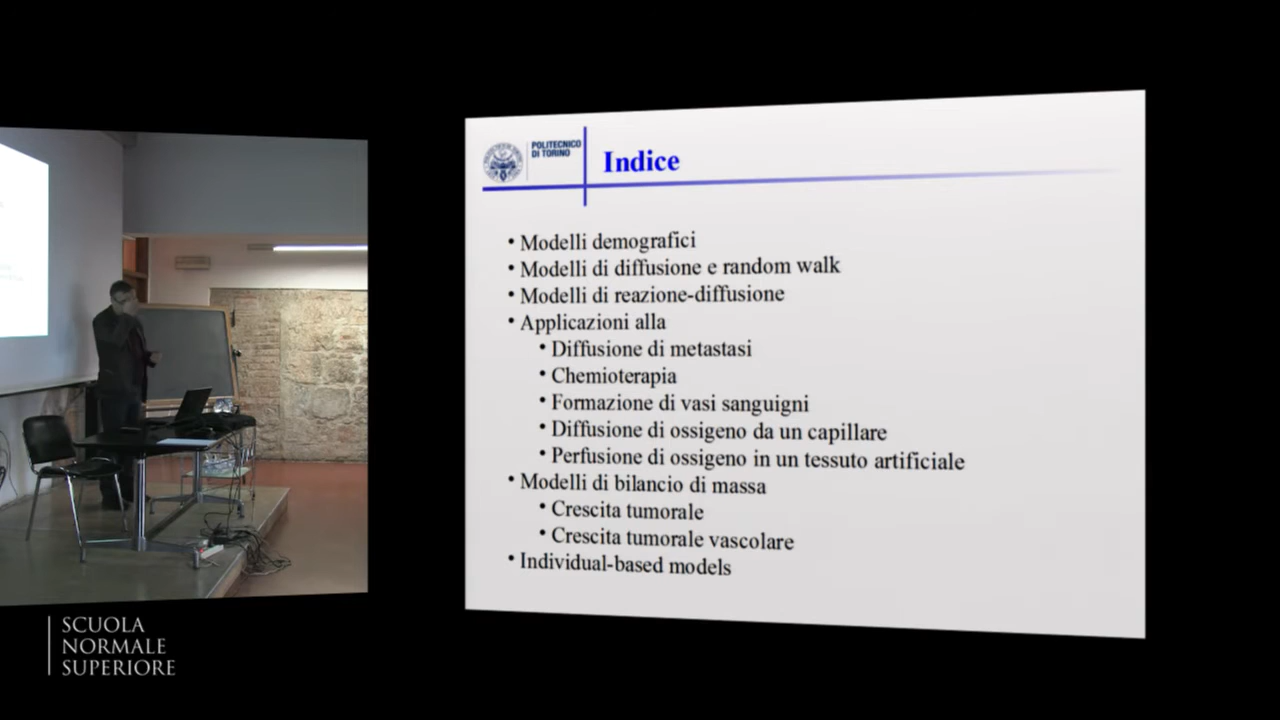 POLITECNICO
DI TORINO
Indice
• Modelli demografici
• Modelli di diffusione e random walk
• Modelli di reazione-diffusione
• Applicazioni alla
• Diffusione di metastasi
• Chemioterapia
• Formazione di vasi sanguigni
• Diffusione di ossigeno da un capillare
• Perfusione di ossigeno in un tessuto artificiale
• Modelli di bilancio di massa
• Crescita tumorale
• Crescita tumorale vascolare
• Individual-based models
SCUOLA
NORMALE
SUPERIORE